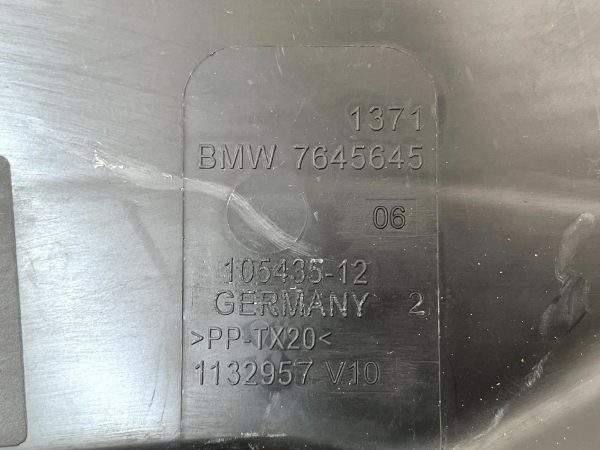 1371
BMW 7645645
06
105435-12
GERMANY 2
>PP-TX20<
1132957 V10